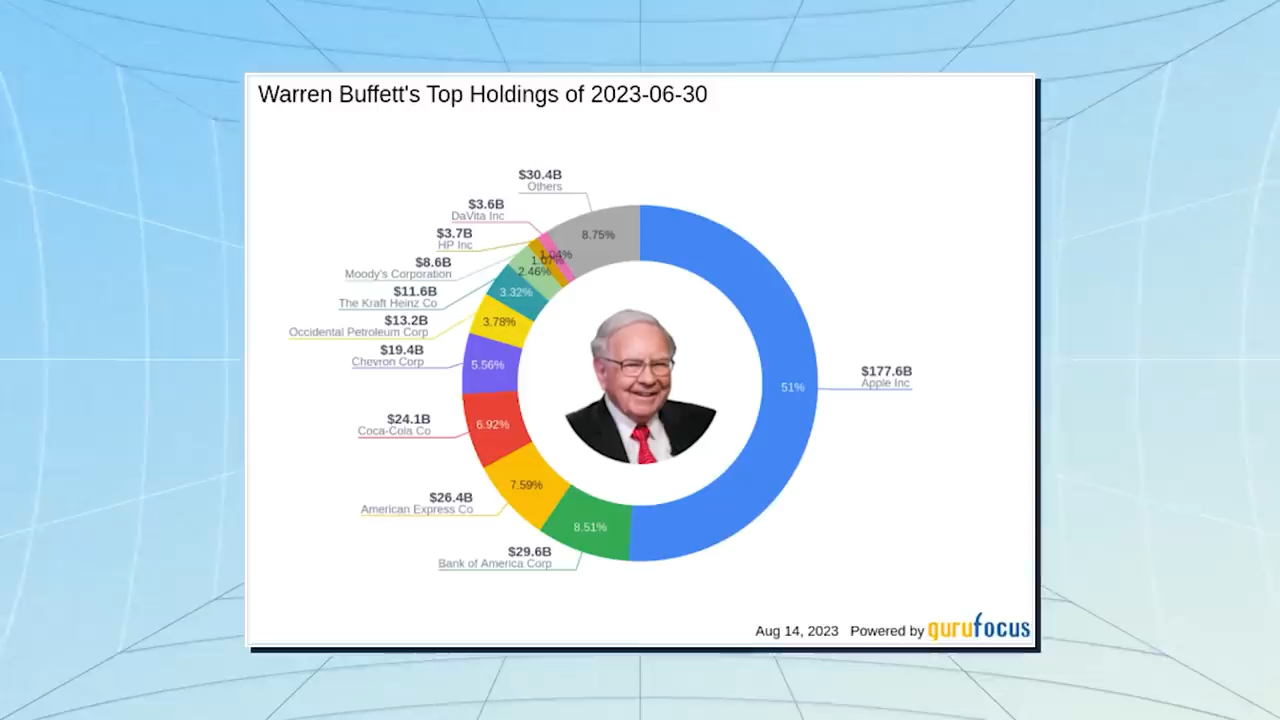 Warren Buffett's Top Holdings of 2023-06-30
$30.4B
Others
$3.6B
DaVita Inc
$3.7B
HP Inc
$8.6B
Moody's Corporation
$11.6B
The Kraft Heinz Co
$13.2B
Occidental Petroleum Corp
$19.4B
Chevron Corp
$24.1B
Coca-Cola Co
$26.4B
American Express Co
$29.6B
Bank of America Corp
$177.6B
Apple Inc
8.75%
1.04%
1.07%
2.46%
3.32%
3.78%
5.56%
6.92%
7.59%
8.51%
51%
Aug 14, 2023 Powered by gurufocus